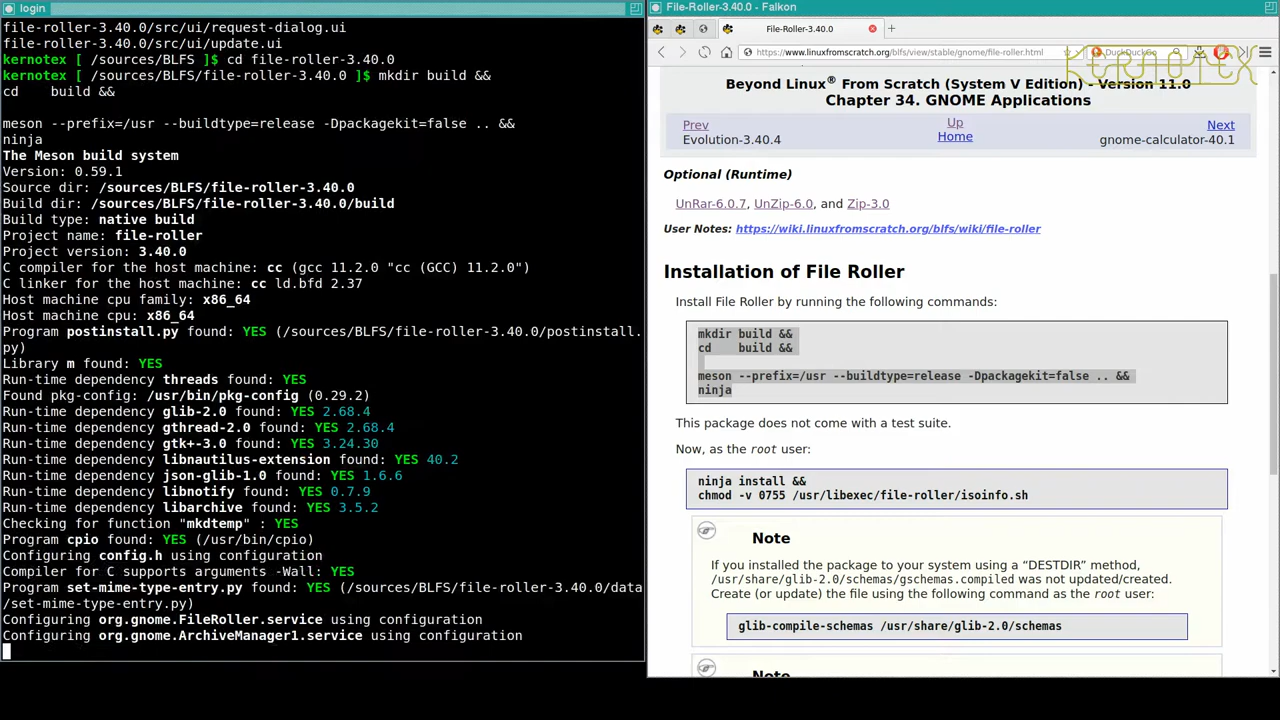 login
file-roller-3.40.0/src/ui/request-dialog.ui
file-roller-3.40.0/src/ui/update.ui
kernotex [ /sources/BLFS ]$ cd file-roller-3.40.0
kernotex [ /sources/BLFS/file-roller-3.40.0 ]$ mkdir build &&
cd    build &&

meson --prefix=/usr --buildtype=release -Dpackagekit=false .. &&
ninja
The Meson build system
Version: 0.59.1
Source dir: /sources/BLFS/file-roller-3.40.0
Build dir: /sources/BLFS/file-roller-3.40.0/build
Build type: native build
Project name: file-roller
Project version: 3.40.0
C compiler for the host machine: cc (gcc 11.2.0 "cc (GCC) 11.2.0")
C linker for the host machine: cc ld.bfd 2.37
Host machine cpu family: x86_64
Host machine cpu: x86_64
Program postinstall.py found: YES (/sources/BLFS/file-roller-3.40.0/postinstall.
py)
Library m found: YES
Run-time dependency threads found: YES
Found pkg-config: /usr/bin/pkg-config (0.29.2)
Run-time dependency glib-2.0 found: YES 2.68.4
Run-time dependency gthread-2.0 found: YES 2.68.4
Run-time dependency gtk+-3.0 found: YES 3.24.30
Run-time dependency libnautilus-extension found: YES 40.2
Run-time dependency json-glib-1.0 found: YES 1.6.6
Run-time dependency libnotify found: YES 0.7.9
Run-time dependency libarchive found: YES 3.5.2
Checking for function "mkdtemp" : YES
Program cpio found: YES (/usr/bin/cpio)
Configuring config.h using configuration
Compiler for C supports arguments -Wall: YES
Program set-mime-type-entry.py found: YES (/sources/BLFS/file-roller-3.40.0/data
/set-mime-type-entry.py)
Configuring org.gnome.FileRoller.service using configuration
Configuring org.gnome.ArchiveManager1.service using configuration
File-Roller-3.40.0 - Falkon
File-Roller-3.40.0
https://www.linuxfromscratch.org/blfs/view/stable/gnome/file-roller.html
DuckDuckGo
KERNOTEX
Beyond Linux® From Scratch (System V Edition) - Version 11.0
Chapter 34. GNOME Applications
Prev Up Next
Evolution-3.40.4 Home gnome-calculator-40.1
Optional (Runtime)
UnRar-6.0.7, UnZip-6.0, and Zip-3.0
User Notes: https://wiki.linuxfromscratch.org/blfs/wiki/file-roller
Installation of File Roller
Install File Roller by running the following commands:
mkdir build &&
cd    build &&

meson --prefix=/usr --buildtype=release -Dpackagekit=false .. &&
ninja
This package does not come with a test suite.
Now, as the root user:
ninja install &&
chmod -v 0755 /usr/libexec/file-roller/isoinfo.sh
Note
If you installed the package to your system using a “DESTDIR” method,
/usr/share/glib-2.0/schemas/gschemas.compiled was not updated/created.
Create (or update) the file using the following command as the root user:
glib-compile-schemas /usr/share/glib-2.0/schemas
Note